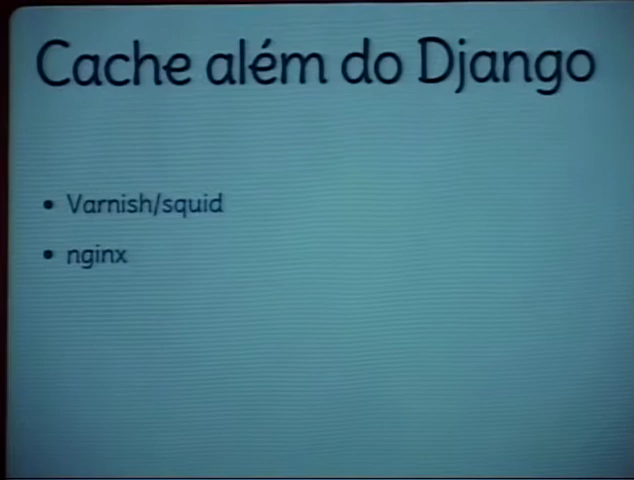 Cache além do Django
• Varnish/squid
• nginx